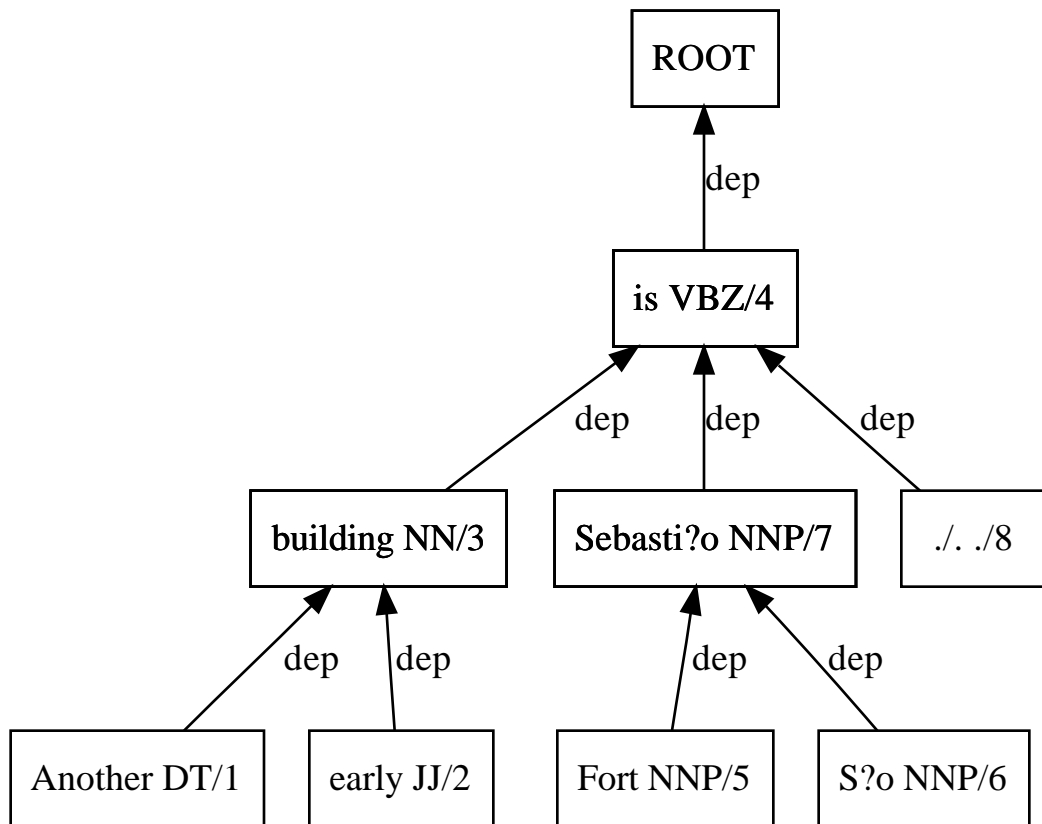 ROOT
dep
is VBZ/4
dep dep dep
building NN/3 Sebasti?o NNP/7 ./. ./8
dep dep dep dep
Another DT/1 early JJ/2 Fort NNP/5 S?o NNP/6